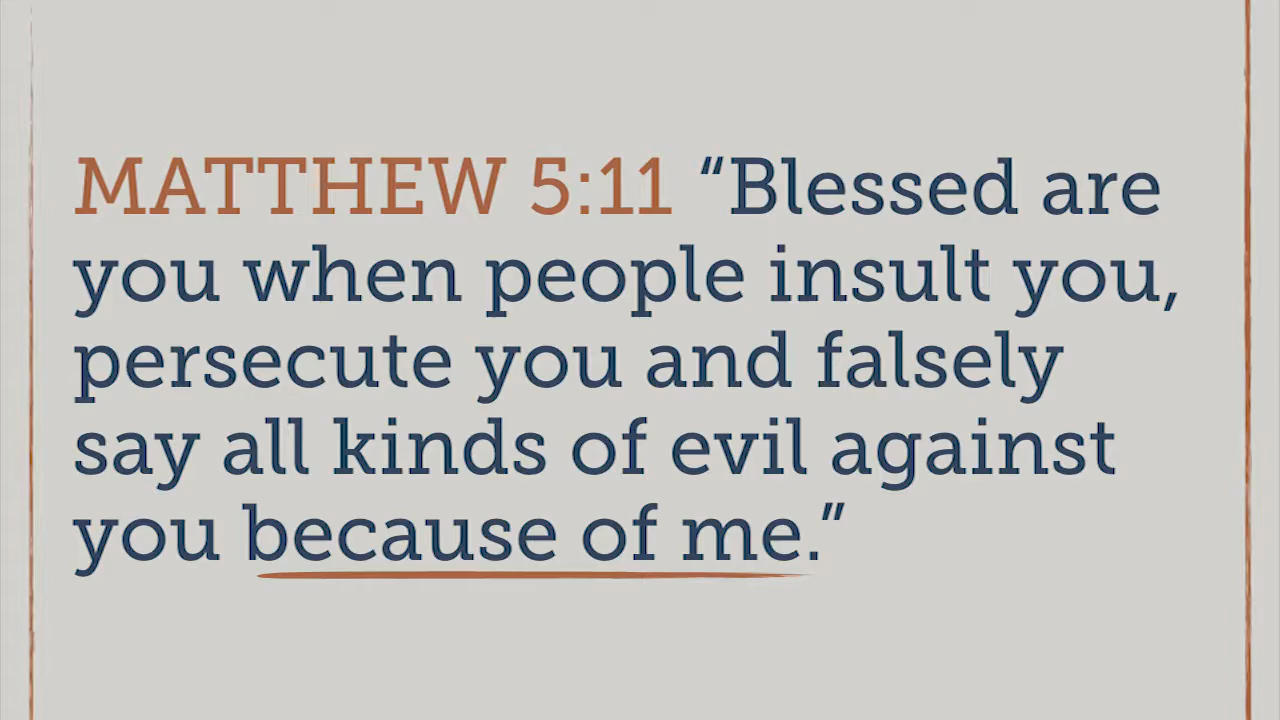 MATTHEW 5:11 “Blessed are
you when people insult you,
persecute you and falsely
say all kinds of evil against
you because of me.”